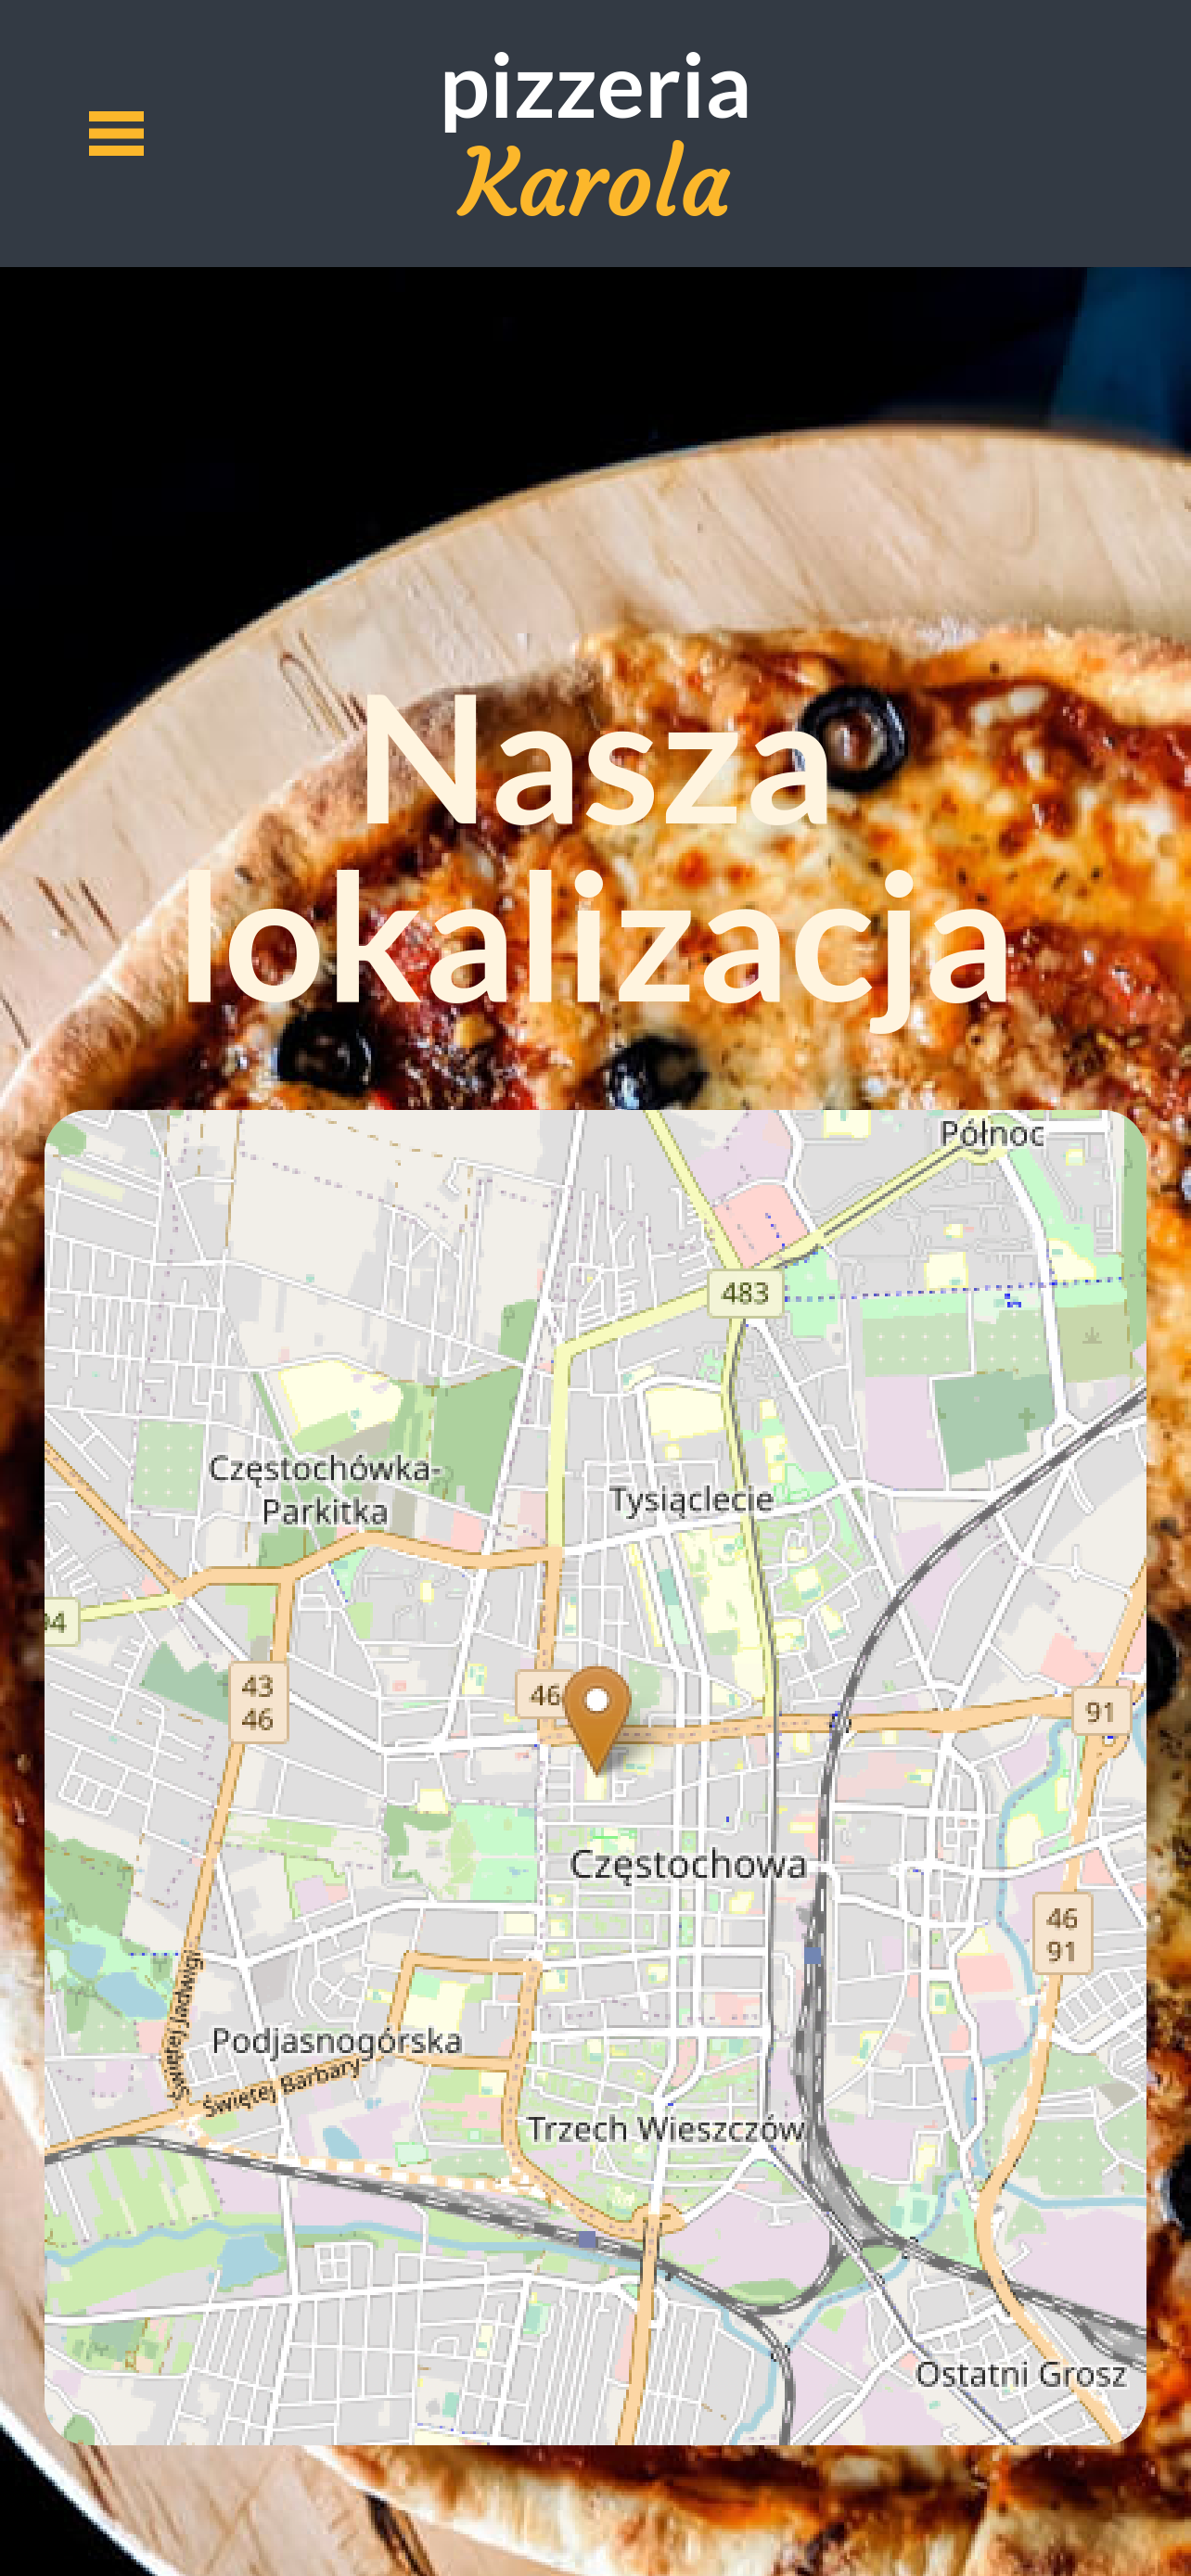 pizzeria
Karola
Nasza
lokalizacja
Północ
483
Częstochówka-
Parkitka
Tysiąclecie
43
46
46
91
Częstochowa
46
91
Świętej Jadwigi
Podjasnogórska
Świętej Barbary
Trzech Wieszczów
Ostatni Grosz